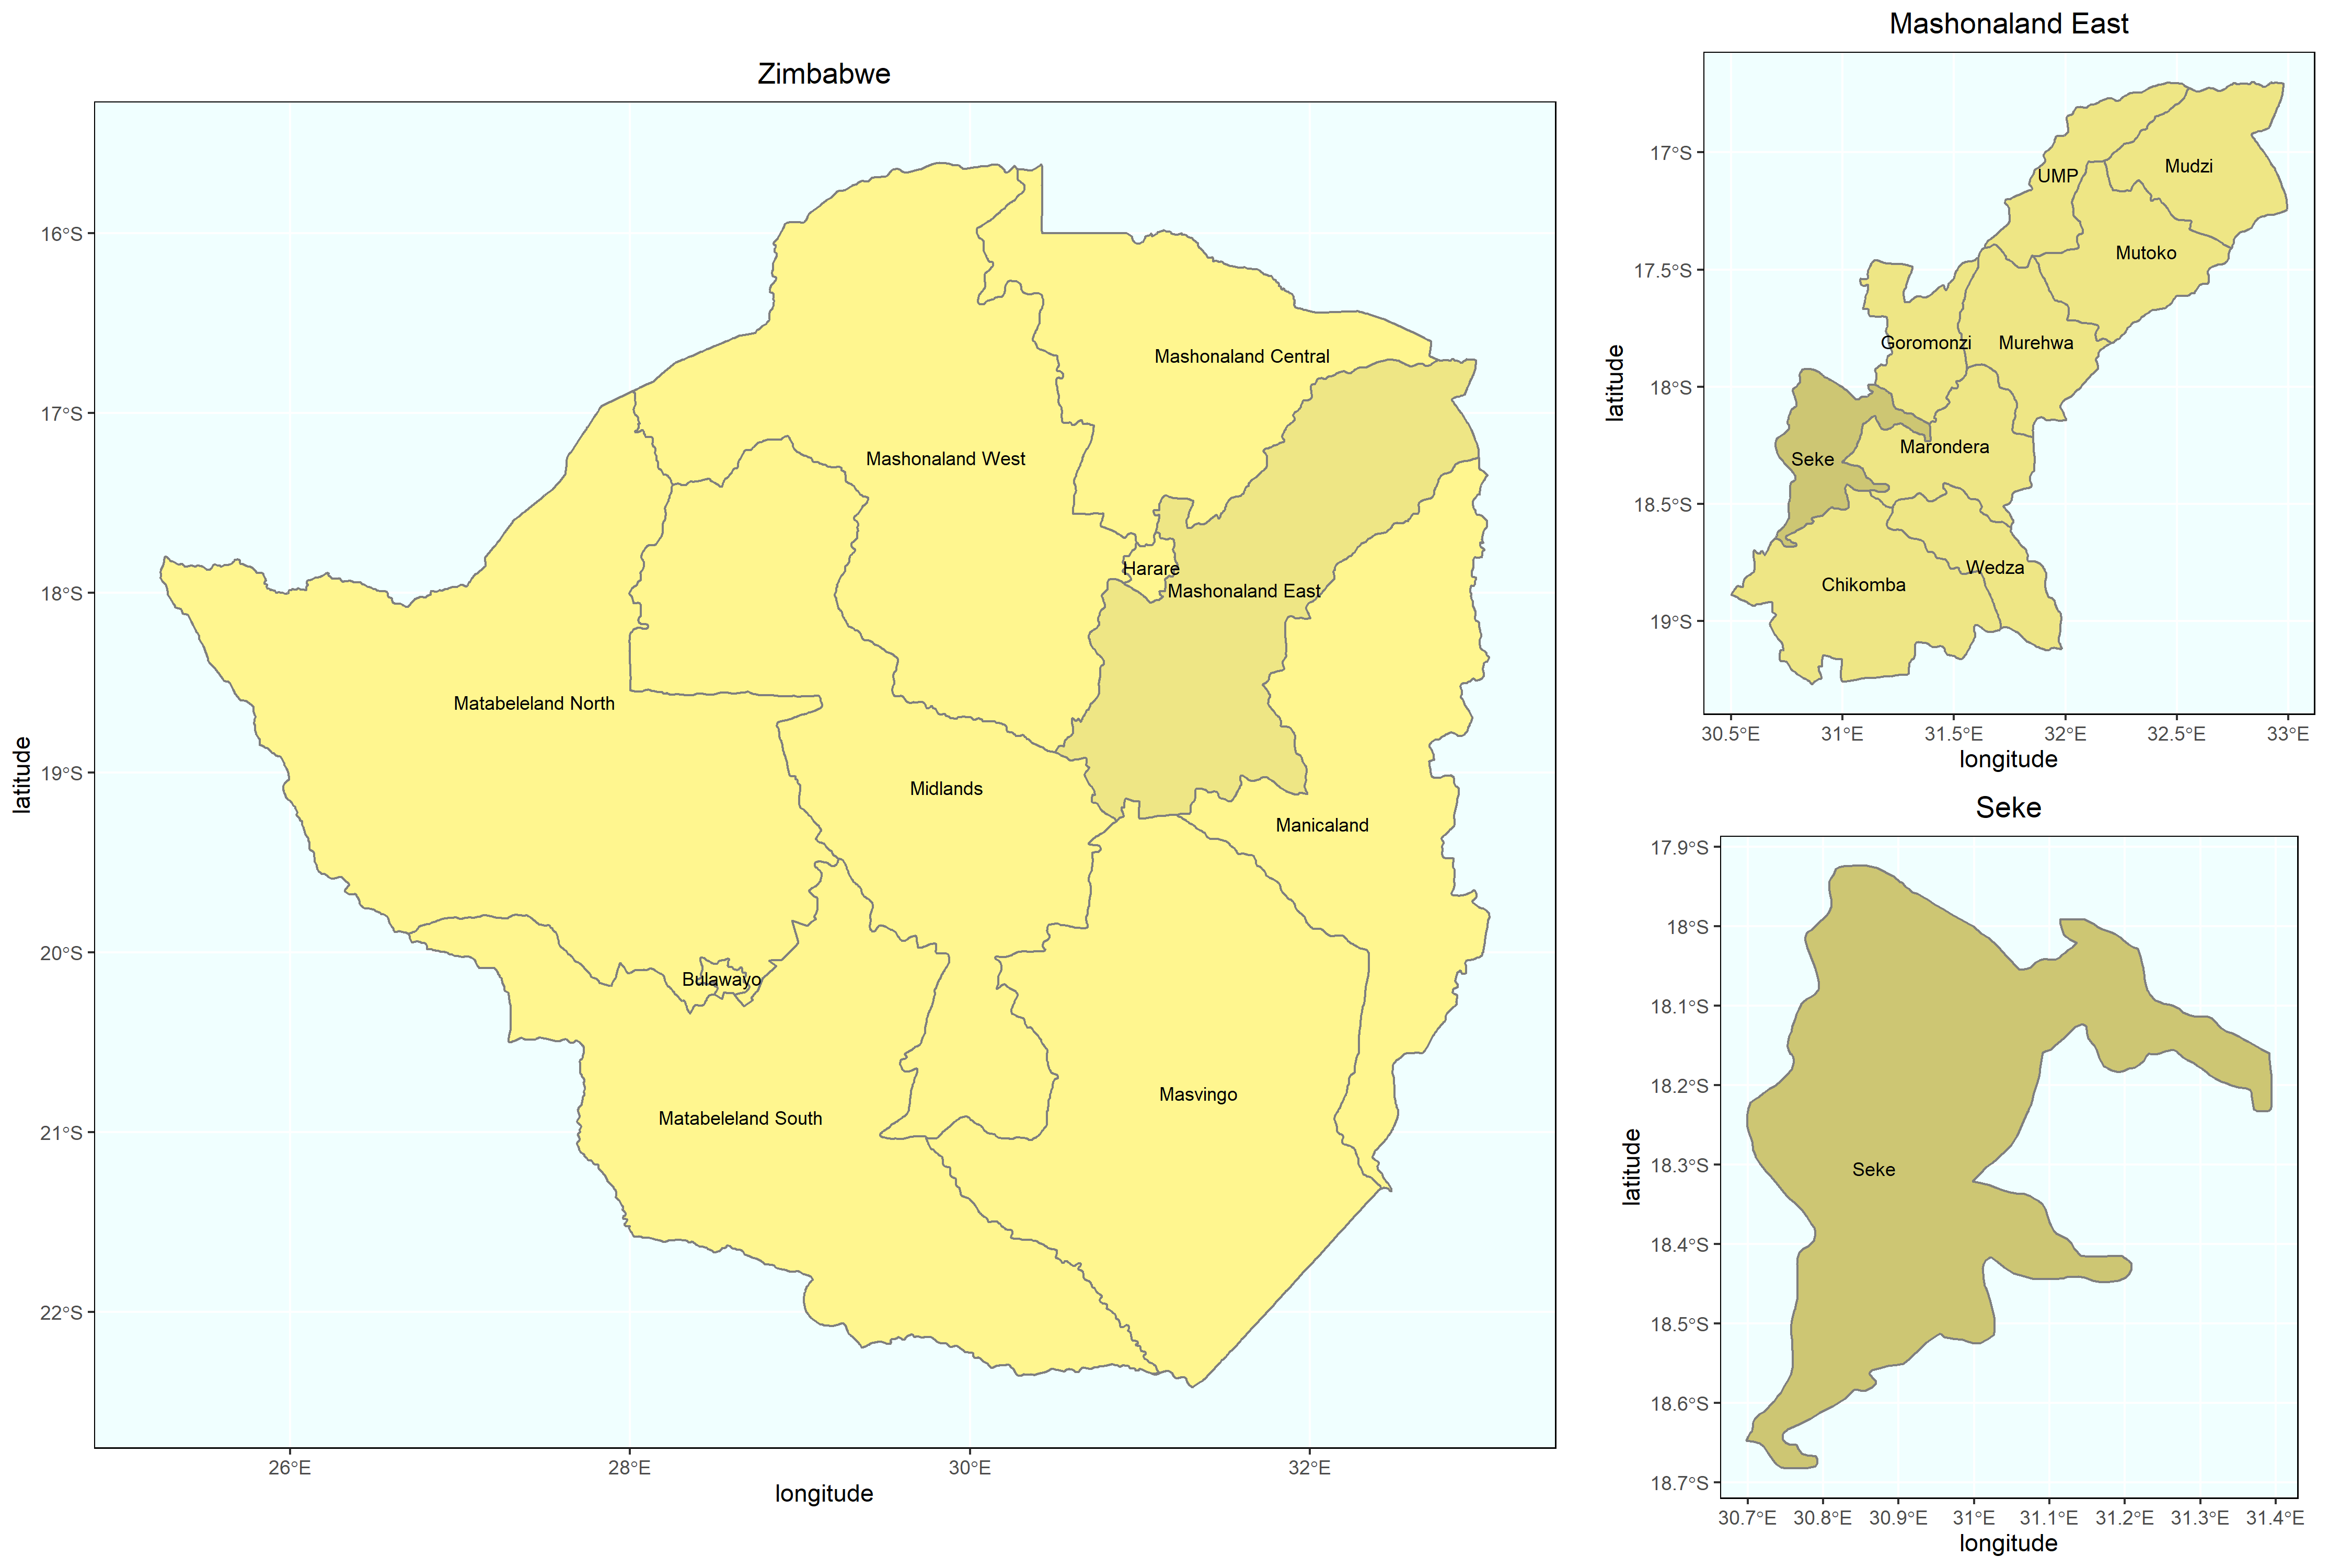 Zimbabwe
latitude
16°S
17°S
18°S
19°S
20°S
21°S
22°S
Mashonaland Central
Mashonaland West
Harare
Mashonaland East
Matabeleland North
Midlands
Manicaland
Bulawayo
Masvingo
Matabeleland South
26°E 28°E 30°E 32°E
longitude
Mashonaland East
latitude
17°S
17.5°S
18°S
18.5°S
19°S
Mudzi
UMP
Mutoko
Goromonzi
Murehwa
Marondera
Seke
Wedza
Chikomba
30.5°E 31°E 31.5°E 32°E 32.5°E 33°E
longitude
Seke
latitude
17.9°S
18°S
18.1°S
18.2°S
18.3°S
18.4°S
18.5°S
18.6°S
18.7°S
Seke
30.7°E 30.8°E 30.9°E 31°E 31.1°E 31.2°E 31.3°E 31.4°E
longitude